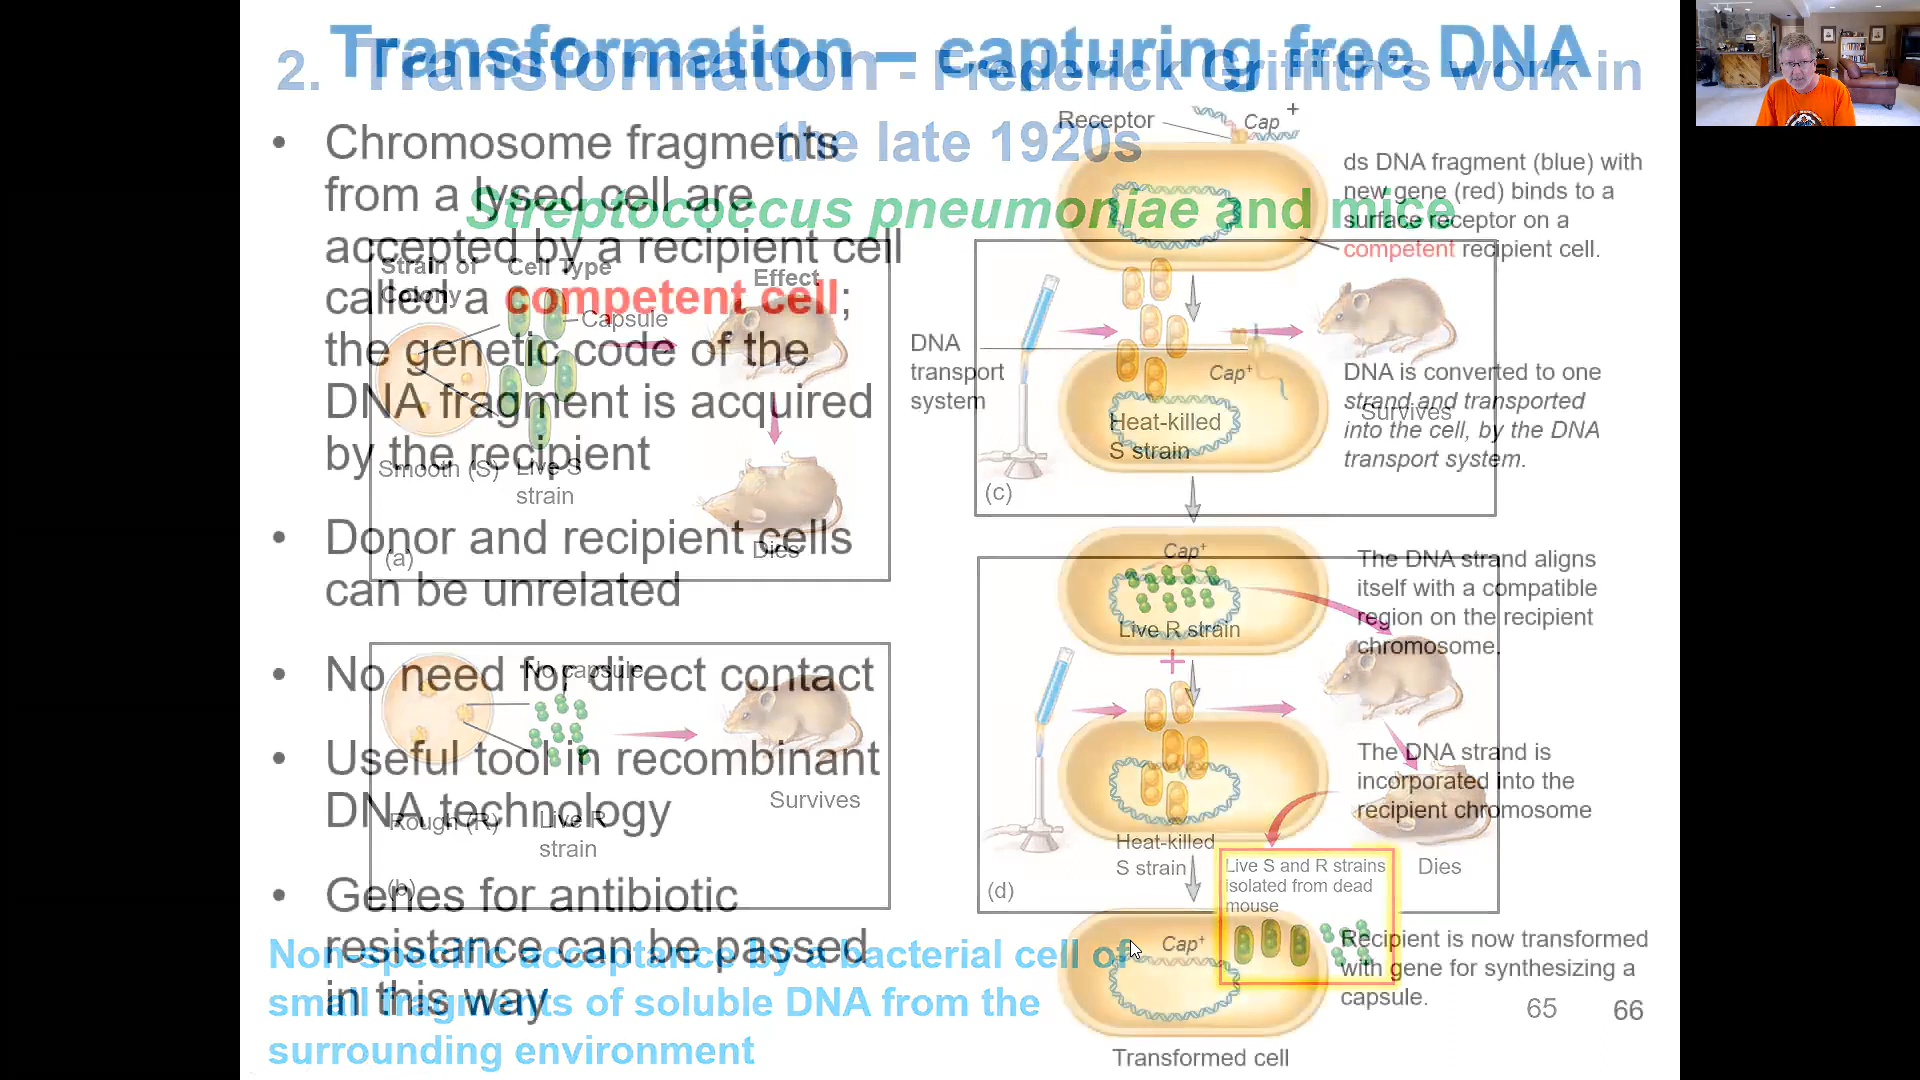 Transformation – capturing free DNA
2. Transformation - Frederick Griffith's work in
the late 1920s
Streptococcus pneumoniae and mice
• Chromosome fragments
from a lysed cell are
accepted by a recipient cell
called a competent cell;
the genetic code of the
DNA fragment is acquired
by the recipient
• Donor and recipient cells
can be unrelated
• No need for direct contact
• Useful tool in recombinant
DNA technology
• Genes for antibiotic
resistance can be passed
in this way
Strain of
Colony
Cell Type
Effect
Capsule
Smooth (S)
Live S
strain
Dies
(a)
No capsule
Rough (R)
Live R
strain
Survives
(b)
Heat-killed
S strain
Survives
(c)
Live R strain
+
Heat-killed
S strain
Dies
(d)
Live S and R strains
isolated from dead
mouse
Non-specific acceptance by a bacterial cell of
small fragments of soluble DNA from the
surrounding environment
Receptor
Cap+
ds DNA fragment (blue) with
new gene (red) binds to a
surface receptor on a
competent recipient cell.
DNA
transport
system
Cap+
DNA is converted to one
strand and transported
into the cell, by the DNA
transport system.
Cap+
The DNA strand aligns
itself with a compatible
region on the recipient
chromosome.
The DNA strand is
incorporated into the
recipient chromosome
Cap+
Recipient is now transformed
with gene for synthesizing a
capsule.
Transformed cell
65
66